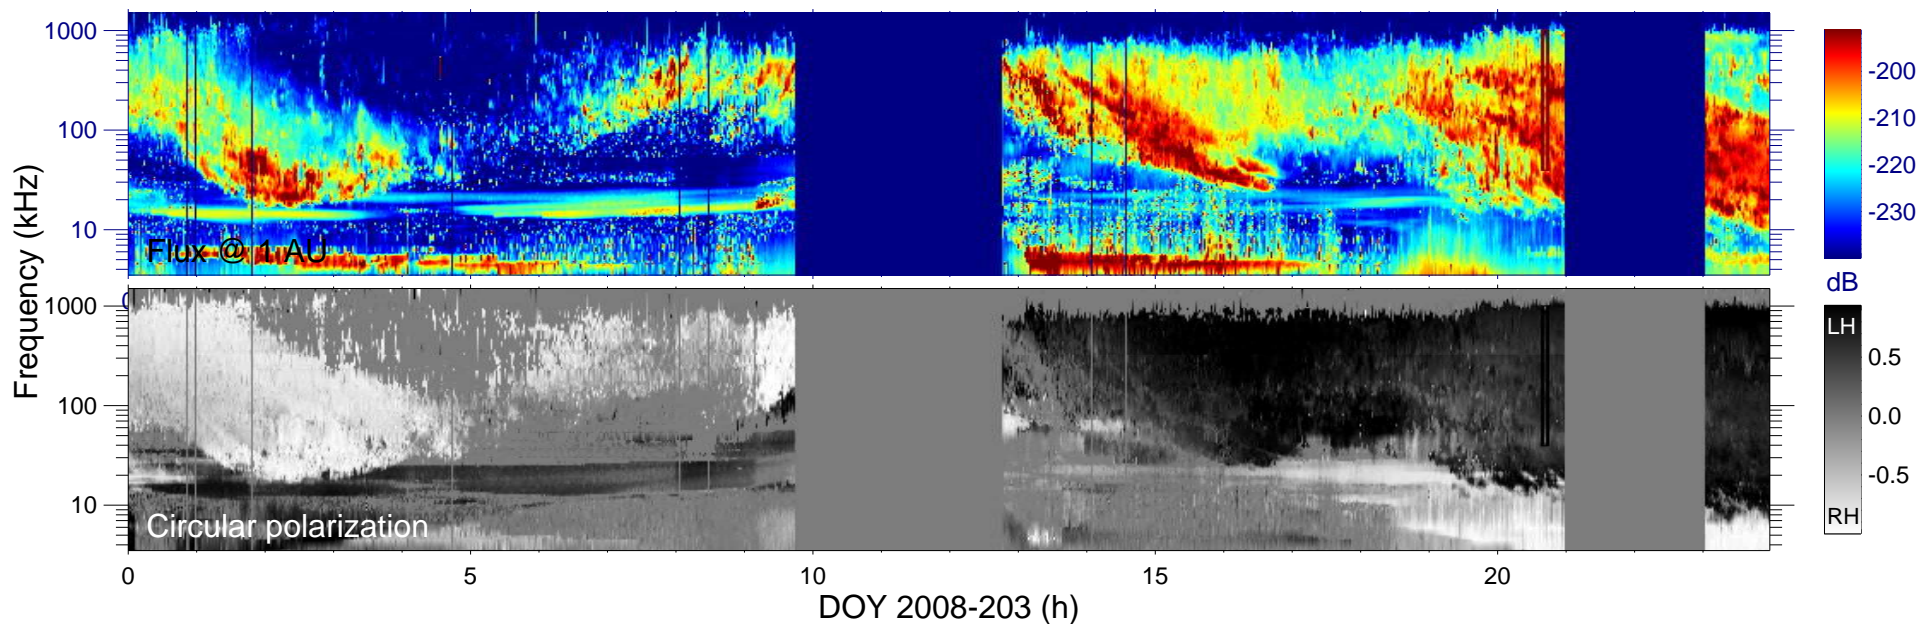 1000
100
10
Flux @ 1 AU
0
-200
-210
-220
-230
dB
Frequency (kHz)
1000
100
10
Circular polarization
LH
0.5
0.0
-0.5
RH
0 5 10 15 20
DOY 2008-203 (h)